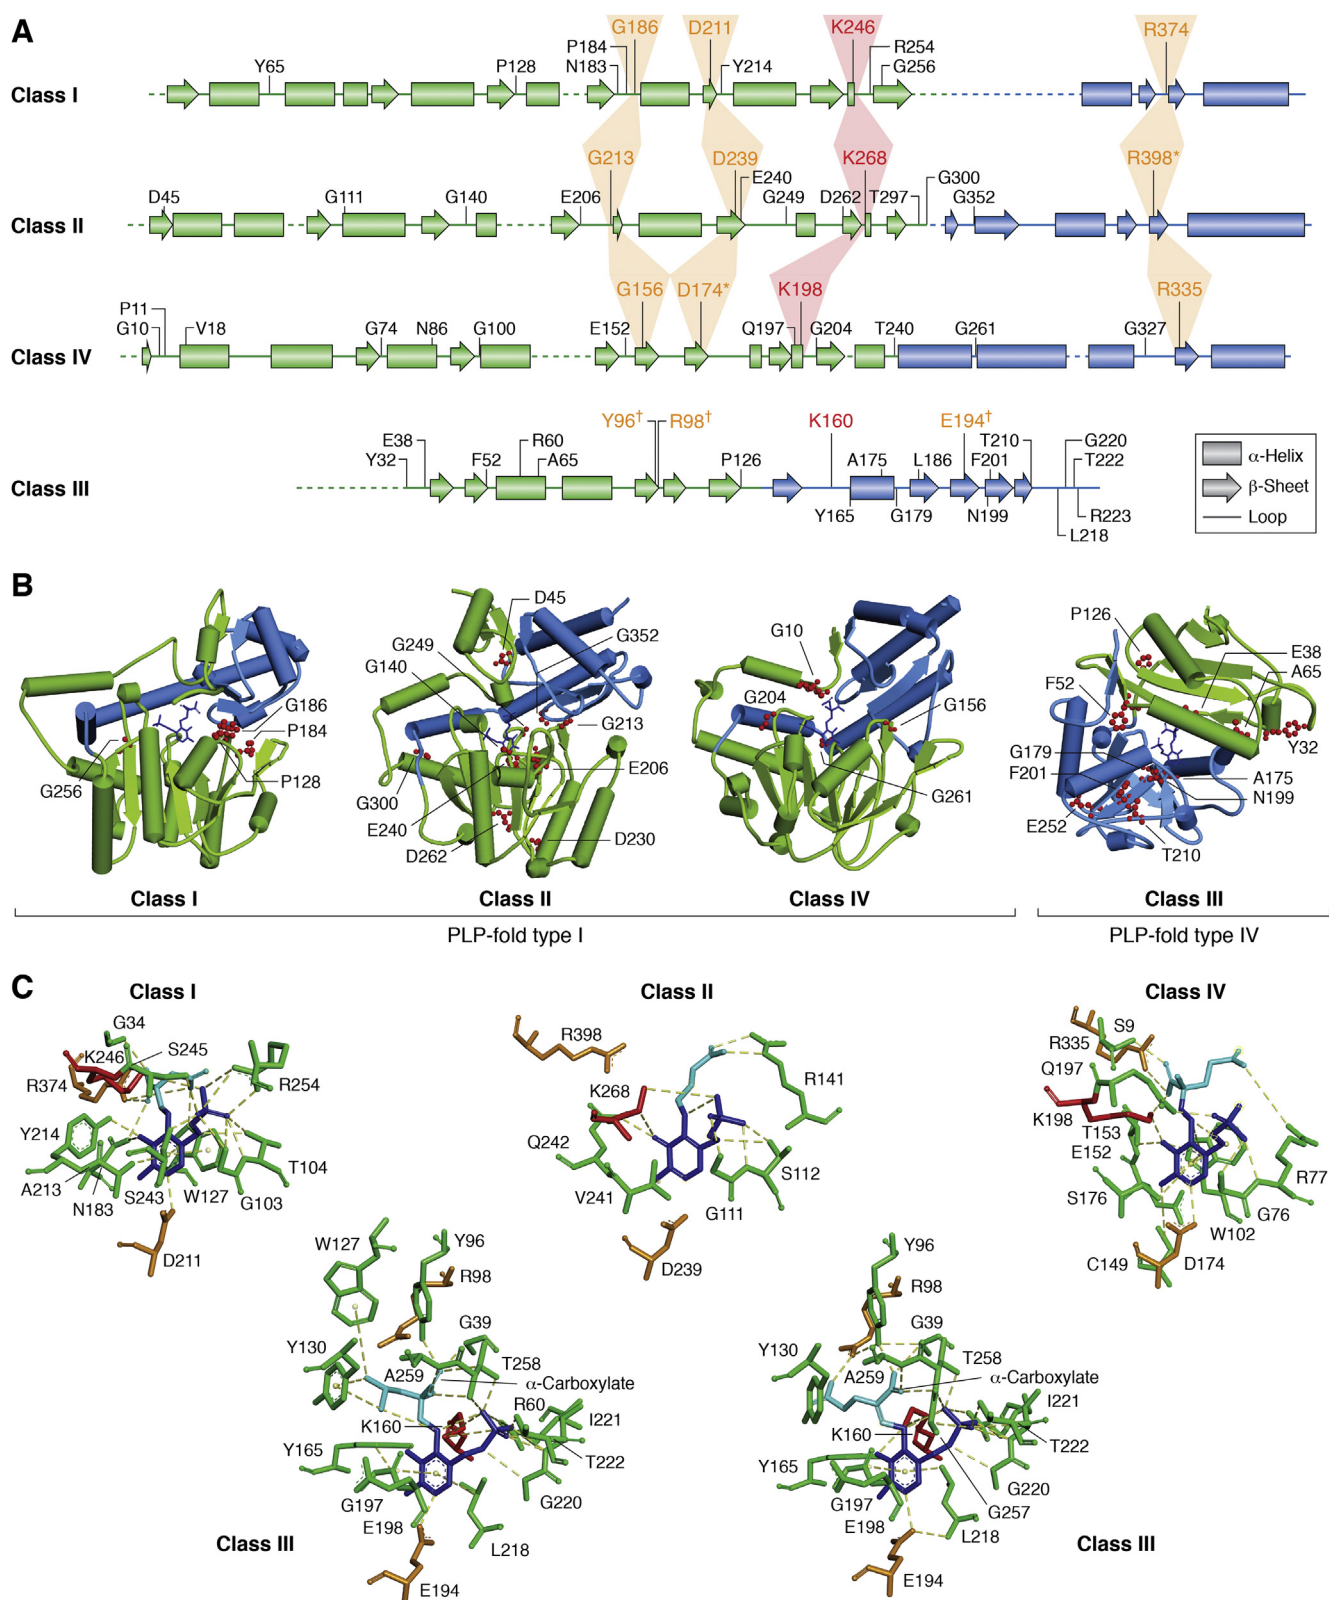 A
G186 D211 K246 R374
P184 R254
Y65 P128 N183 Y214 G256
Class I
G213 D239 K268 R398*
E240 G300
D45 G111 G140 E206 G249 D262 T297 G352
Class II
G156 D174* K198 R335
P11
G10 V18 G74 N86 G100 E152 Q197 G204 T240 G261 G327
Class IV
Y96† R98† K160 E194†
E38 R60 T210 G220
Y32 F52 A65 P126 A175 L186 F201 T222
Class III
Y165 G179 N199 R223
L218
α-Helix
β-Sheet
Loop
B
G186
P184
P128
G256
Class I
D45
G352
G249
G140
G213
E206
G300
E240
D262
D230
Class II
G10
G204
G156
G261
Class IV
P126
E38
A65
F52
Y32
G179
F201
A175
N199
E252
T210
Class III
PLP-fold type I
PLP-fold type IV
C
Class I
G34
K246
S245
R374
R254
Y214
T104
A213
N183
S243
W127
G103
D211
Class II
R398
K268
R141
Q242
S112
V241
G111
D239
Class IV
S9
R335
Q197
K198
T153
E152
R77
S176
G76
W102
C149
D174
W127
Y96
R98
G39
Y130
A259
T258
α-Carboxylate
R60
I221
K160
Y165
T222
G197
G220
E198
L218
E194
Class III
Y96
R98
G39
Y130
A259
T258
α-Carboxylate
I221
K160
T222
Y165
G220
G197
G257
E198
L218
E194
Class III